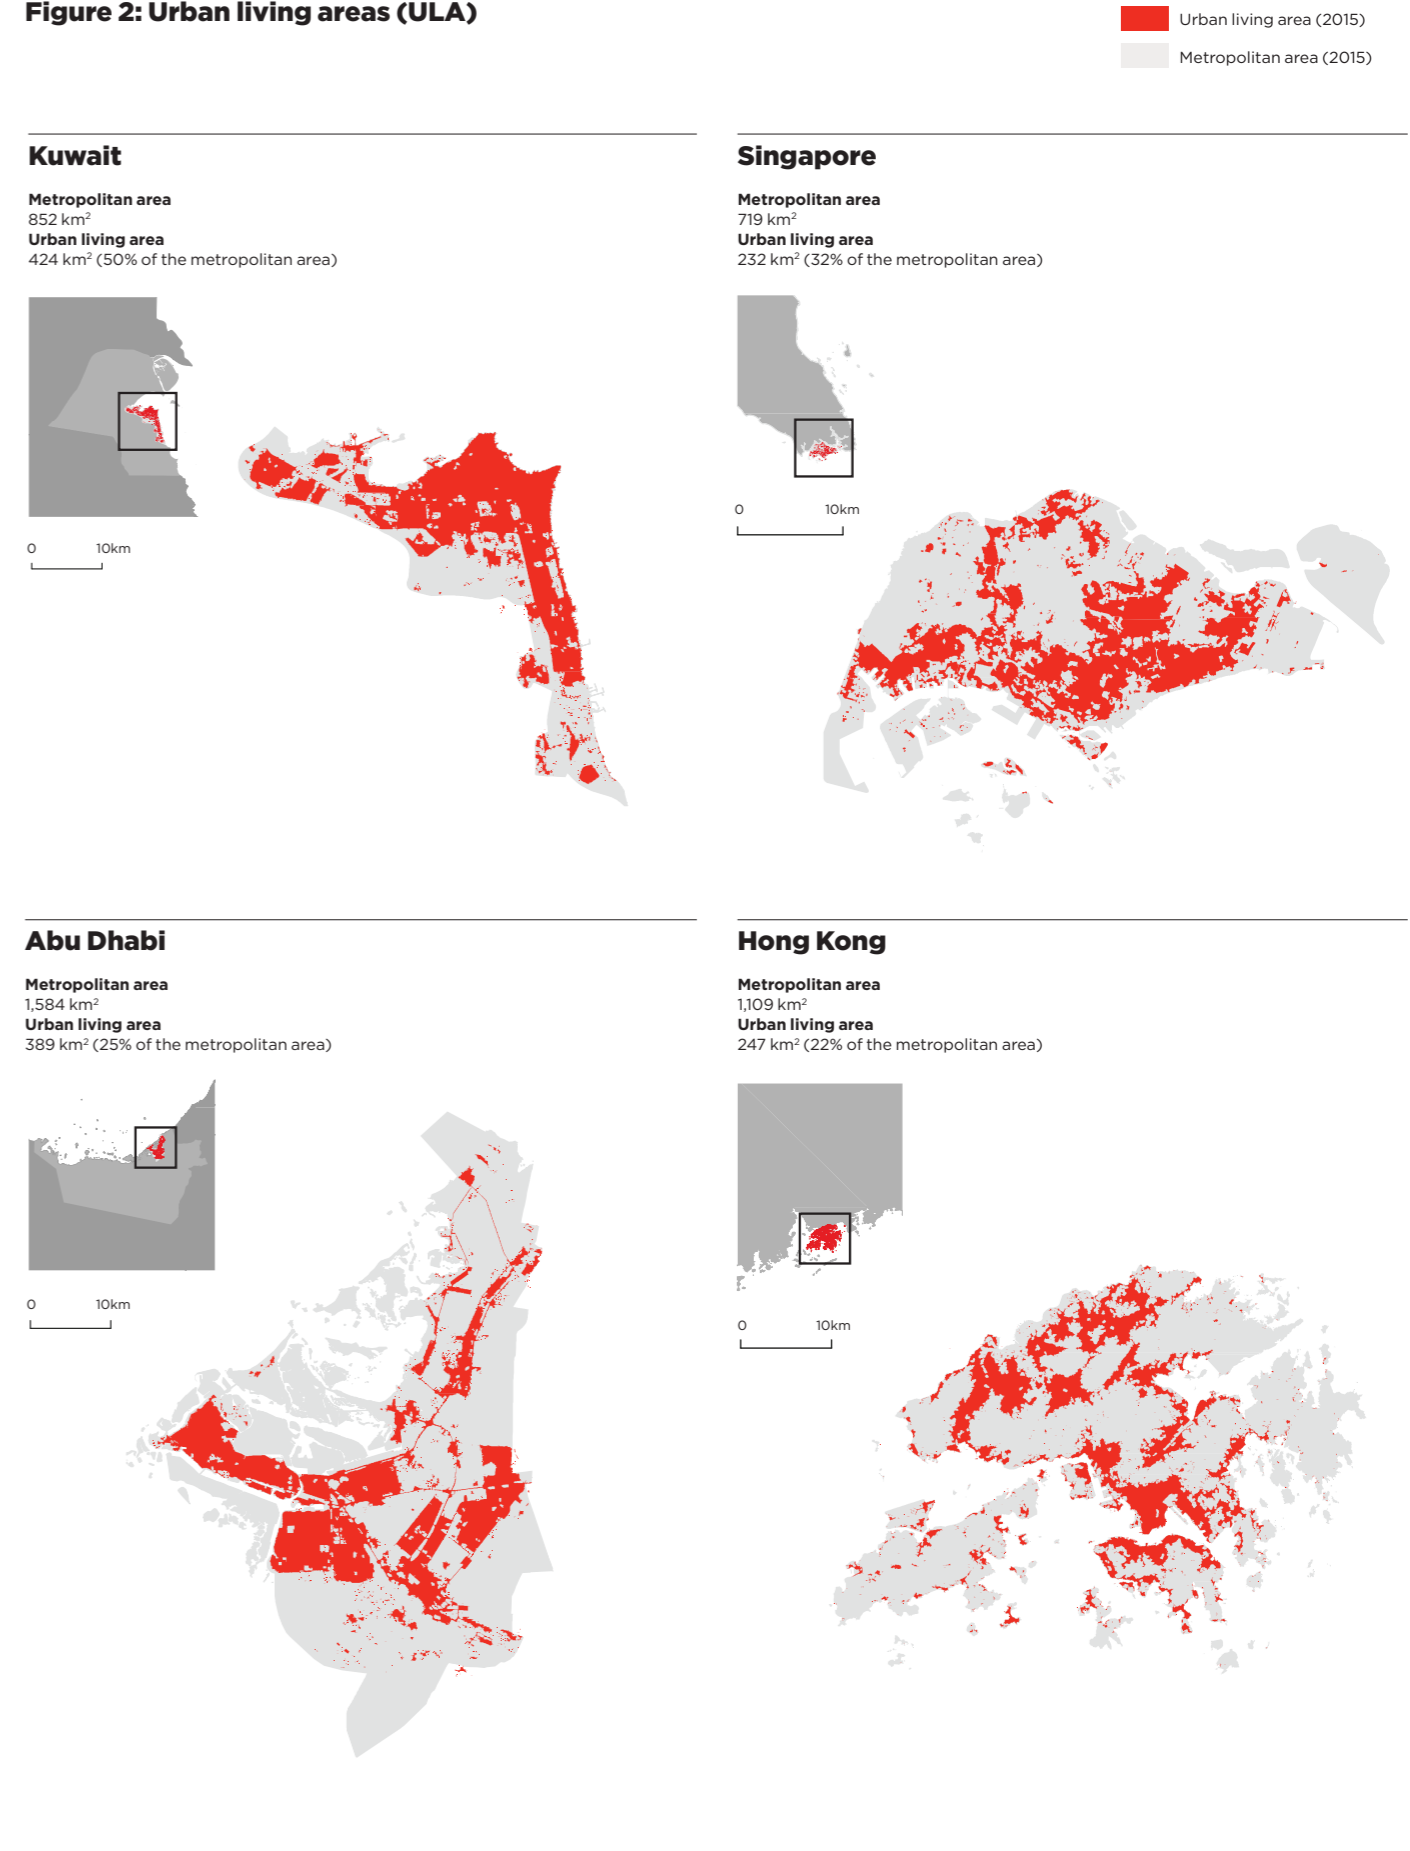 Figure 2: Urban living areas (ULA)
Urban living area (2015)
Metropolitan area (2015)
Kuwait
Metropolitan area
852 km²
Urban living area
424 km² (50% of the metropolitan area)
0 10km
Singapore
Metropolitan area
719 km²
Urban living area
232 km² (32% of the metropolitan area)
0 10km
Abu Dhabi
Metropolitan area
1,584 km²
Urban living area
389 km² (25% of the metropolitan area)
0 10km
Hong Kong
Metropolitan area
1,109 km²
Urban living area
247 km² (22% of the metropolitan area)
0 10km